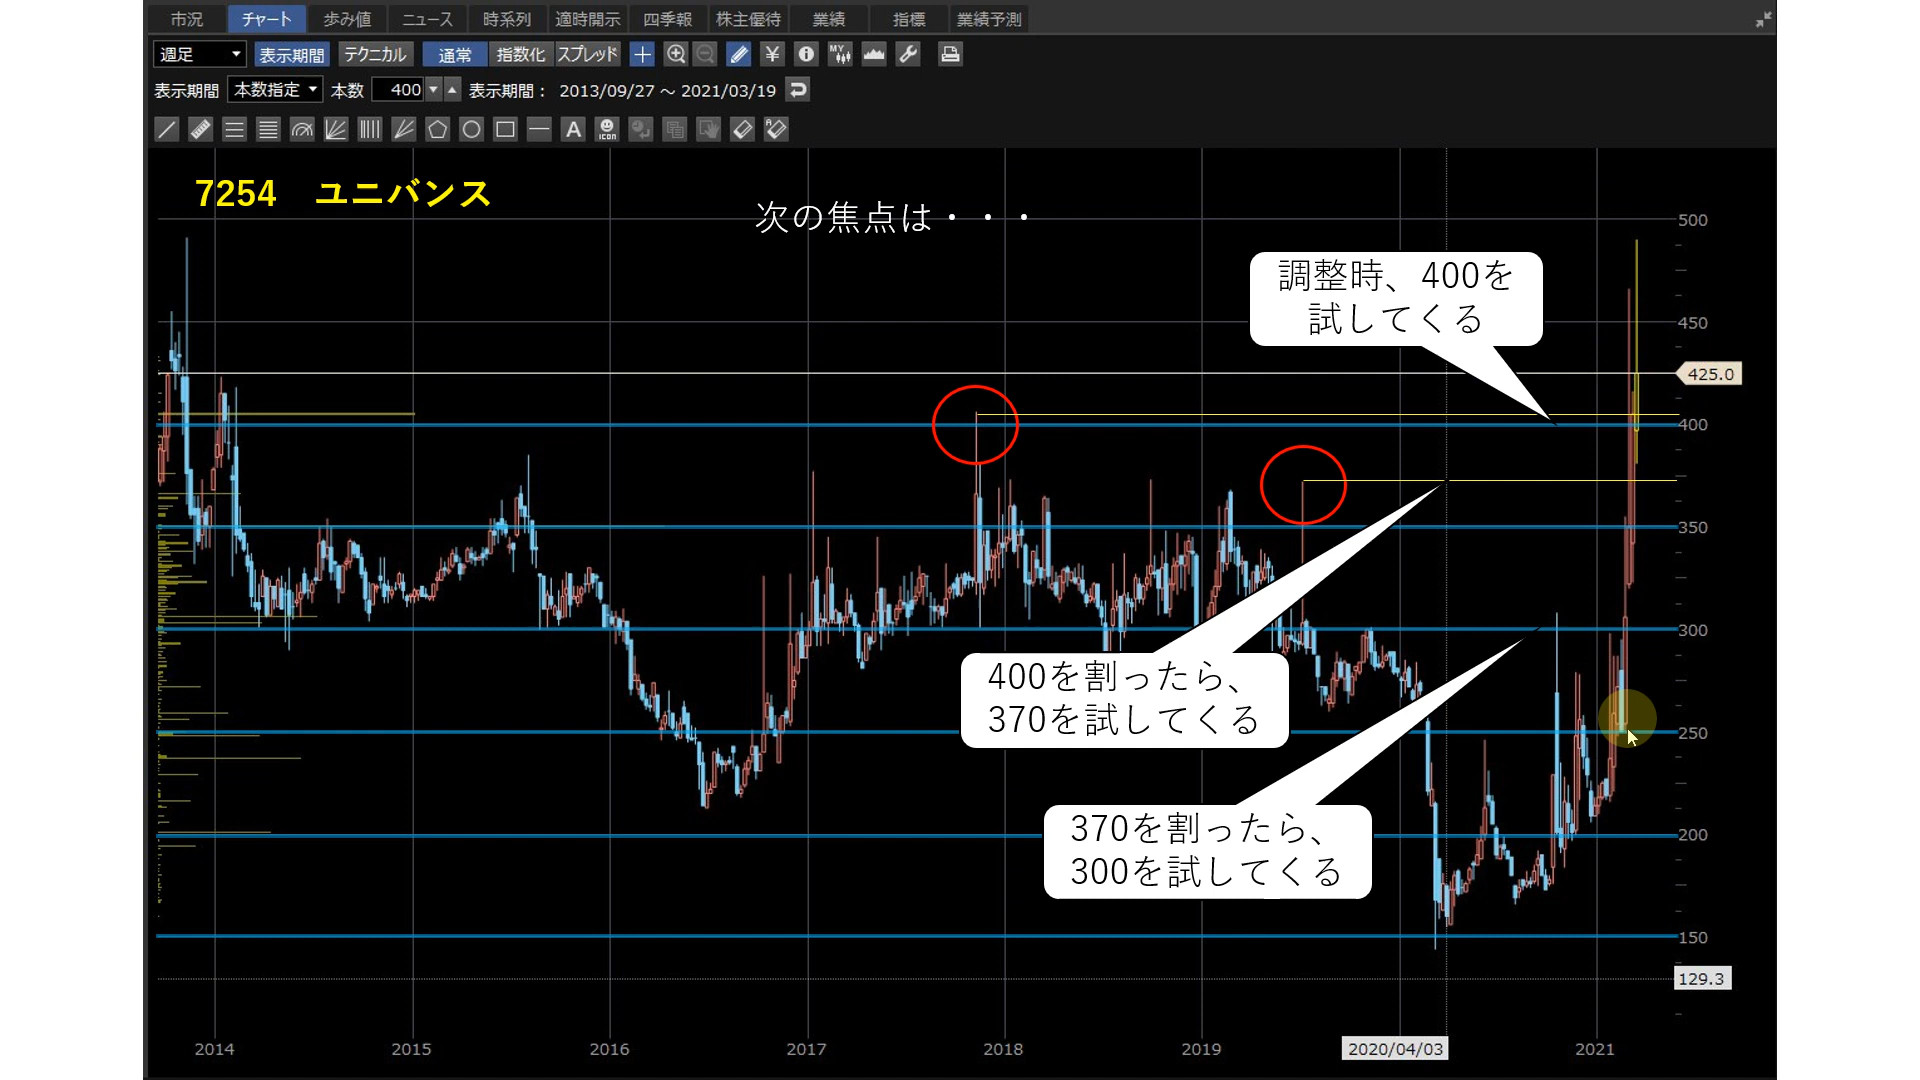 市況 チャート 歩み値 ニュース 時系列 適時開示 四季報 株主優待 業績 指標 業績予測
週足 表示期間 テクニカル 通常 指数化 スプレッド ¥ MY
表示期間 本数指定 本数 400 表示期間： 2013/09/27 ～ 2021/03/19
A ICON A
7254 ユニバンス
次の焦点は・・・
500
調整時、400を
試してくる
450
425.0
400
350
300
400を割ったら、
370を試してくる
250
370を割ったら、
300を試してくる
200
150
129.3
2014 2015 2016 2017 2018 2019 2020/04/03 2021